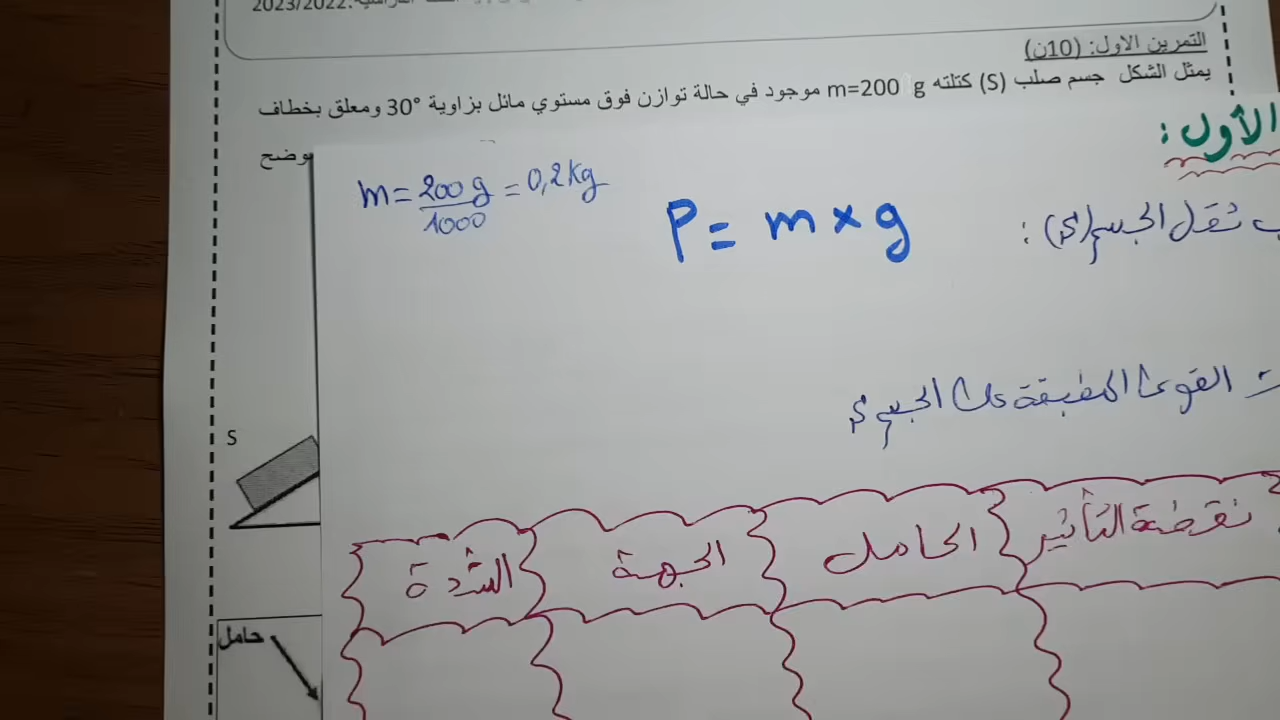 2023/2022
التمرين الاول: (10ن)
يمثل الشكل جسم صلب (S) كتلته m=200 g موجود في حالة توازن فوق مستوي مائل بزاوية 30° ومعلق بخطاف
يوضح
الأول:
m = 200 g / 1000 = 0,2 kg
P = m × g
ثقل الجسم (S) :
القوى المطبقة على الجسم S
S
نقطة التأثير الحامل الجهة الشدة
حامل